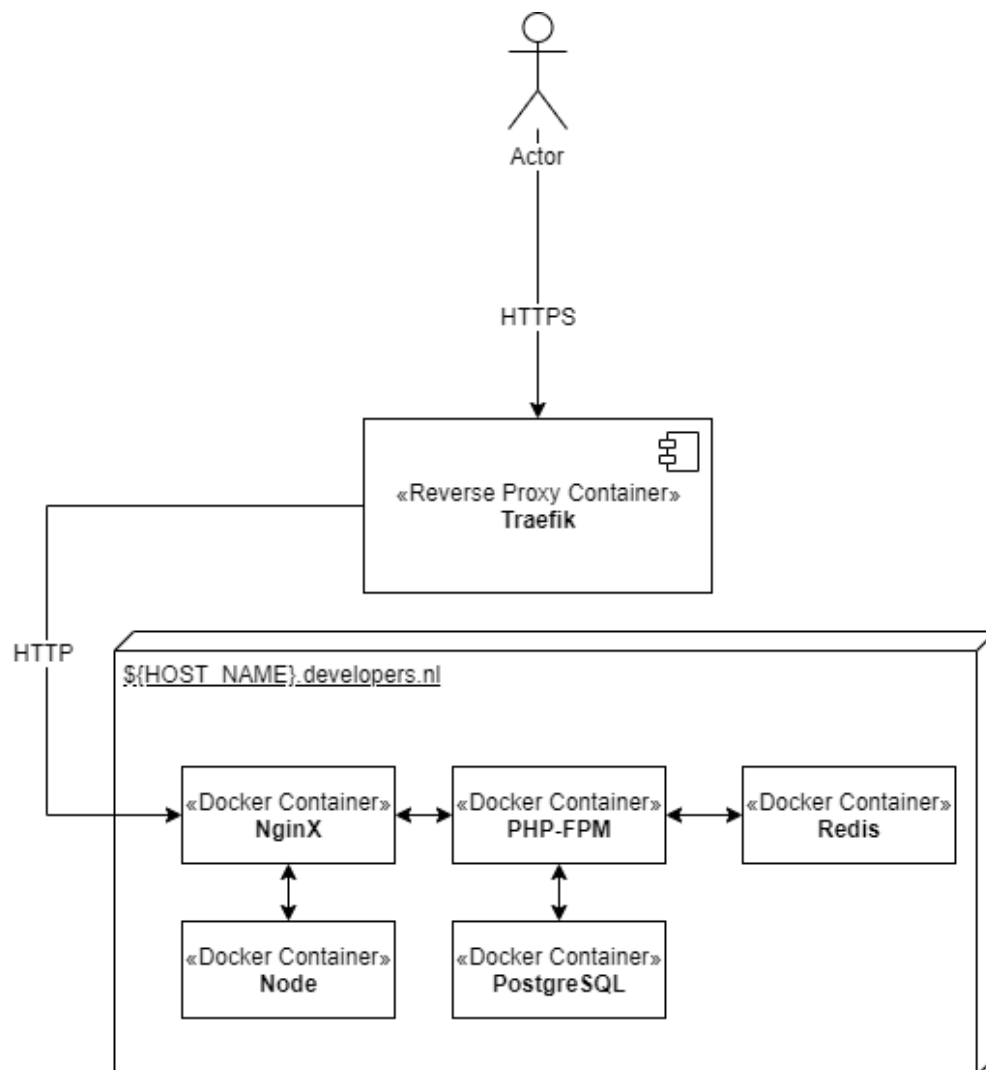 Actor
HTTPS
«Reverse Proxy Container»
Traefik
HTTP
${HOST_NAME}.developers.nl
«Docker Container»
NginX
«Docker Container»
PHP-FPM
«Docker Container»
Redis
«Docker Container»
Node
«Docker Container»
PostgreSQL